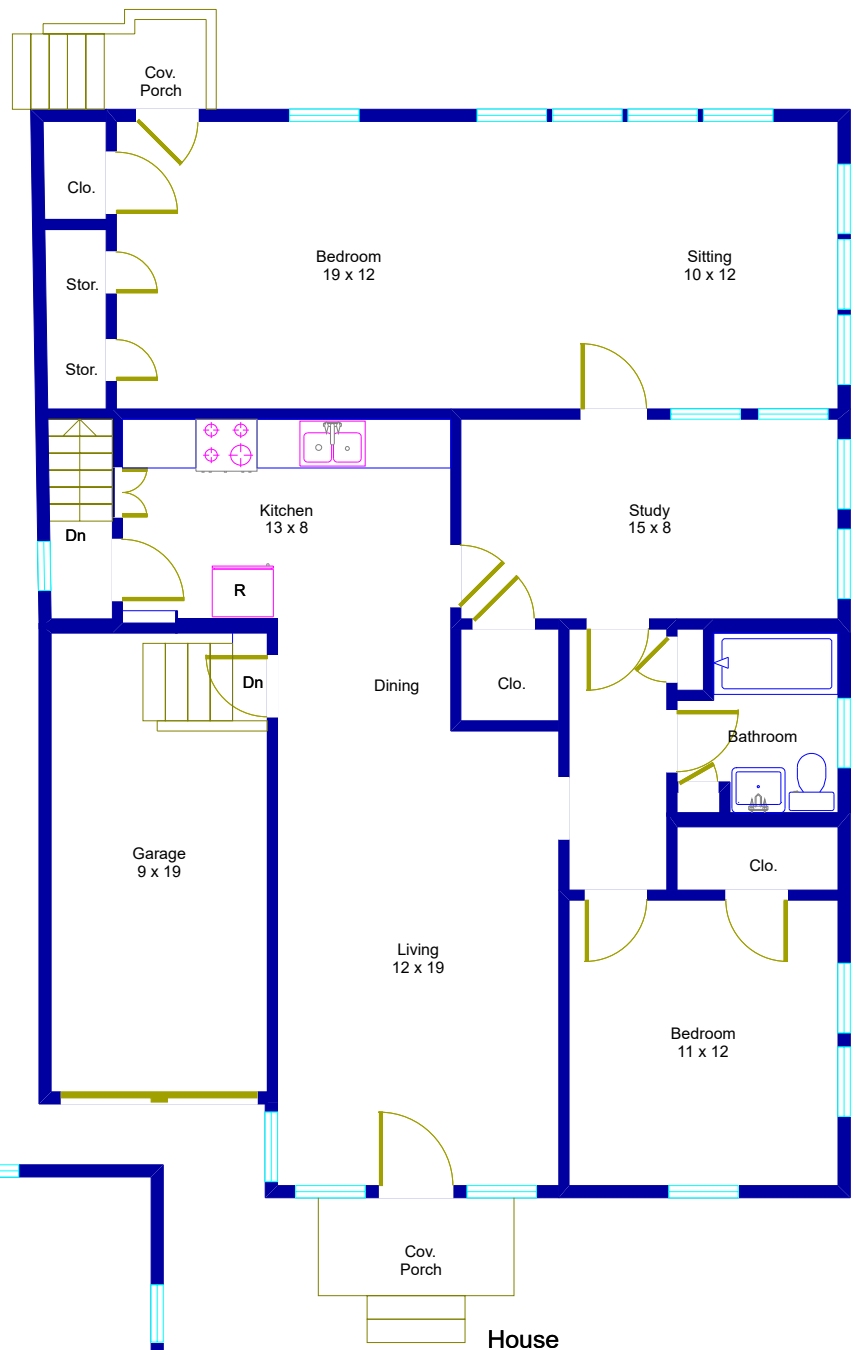 Cov.
Porch
Clo.
Bedroom
19 x 12
Sitting
10 x 12
Stor.
Stor.
Kitchen
13 x 8
Study
15 x 8
Dn
R
Dn
Dining
Clo.
Bathroom
Garage
9 x 19
Clo.
Living
12 x 19
Bedroom
11 x 12
Cov.
Porch
House